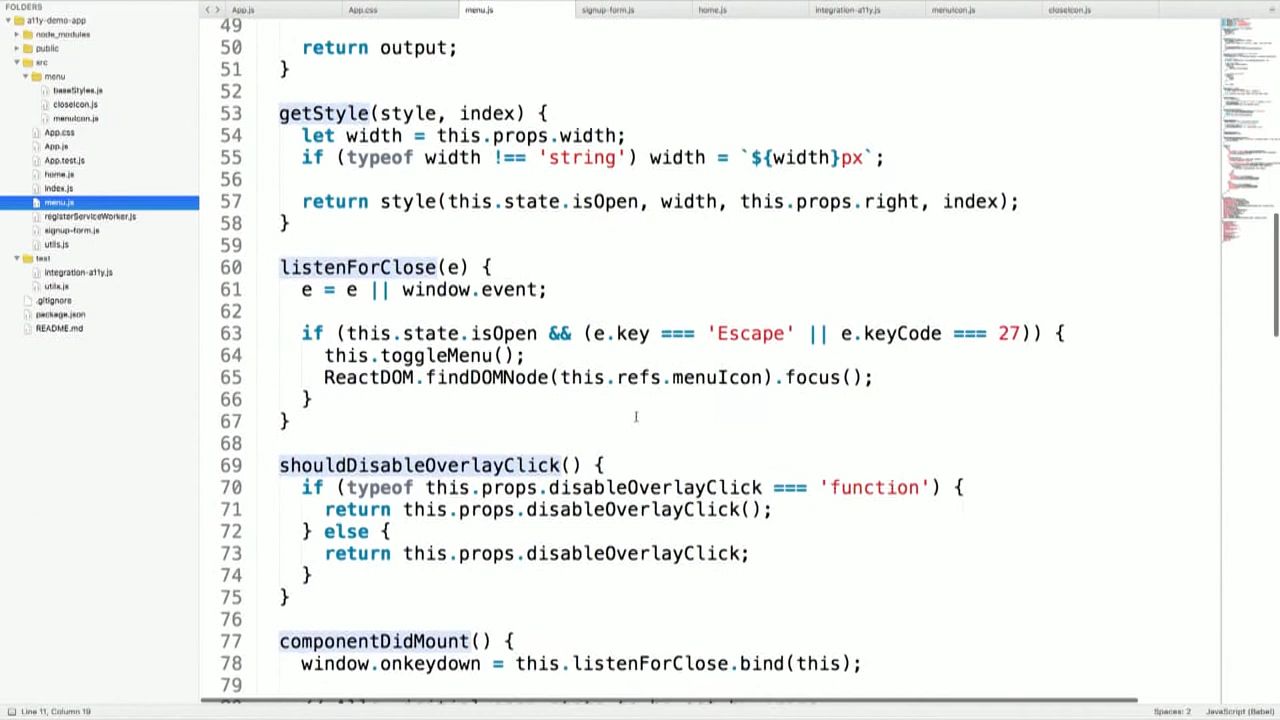 FOLDERS
a11y-demo-app
node_modules
public
src
menu
baseStyles.js
closeIcon.js
menuIcon.js
App.css
App.js
App.test.js
home.js
index.js
menu.js
registerServiceWorker.js
signup-form.js
utils.js
test
integration-a11y.js
utils.js
.gitignore
package.json
README.md
App.js App.css menu.js signup-form.js home.js integration-a11y.js menuIcon.js closeIcon.js
49
50 return output;
51 }
52
53 getStyle(style, index) {
54 let width = this.props.width;
55 if (typeof width !== 'string') width = `${width}px`;
56
57 return style(this.state.isOpen, width, this.props.right, index);
58 }
59
60 listenForClose(e) {
61 e = e || window.event;
62
63 if (this.state.isOpen && (e.key === 'Escape' || e.keyCode === 27)) {
64 this.toggleMenu();
65 ReactDOM.findDOMNode(this.refs.menuIcon).focus();
66 }
67 }
68
69 shouldDisableOverlayClick() {
70 if (typeof this.props.disableOverlayClick === 'function') {
71 return this.props.disableOverlayClick();
72 } else {
73 return this.props.disableOverlayClick;
74 }
75 }
76
77 componentDidMount() {
78 window.onkeydown = this.listenForClose.bind(this);
79
Line 11, Column 19 Spaces: 2 JavaScript (Babel)